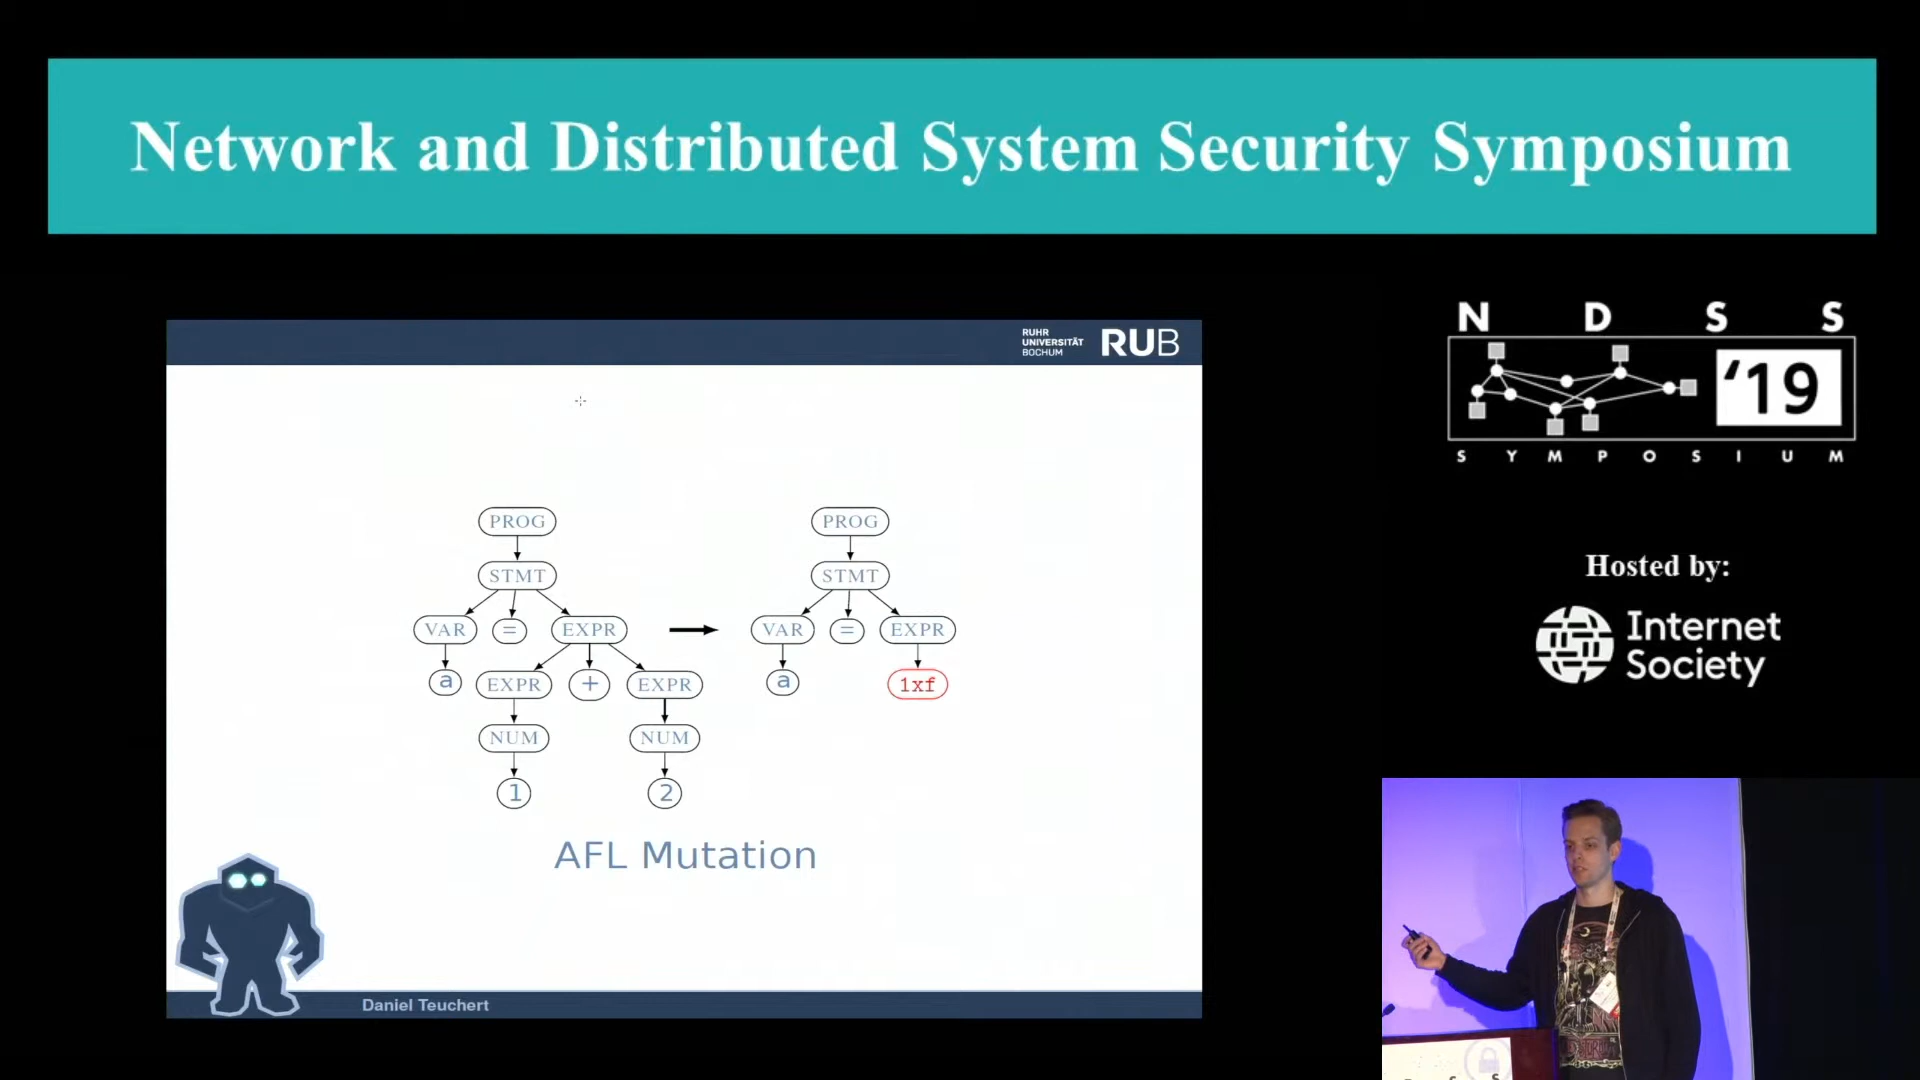 Network and Distributed System Security Symposium
RUHR
UNIVERSITÄT
BOCHUM
RUB
N D S S
'19
S Y M P O S I U M
Hosted by:
Internet
Society
PROG
STMT
VAR = EXPR
a EXPR + EXPR
NUM NUM
1 2
PROG
STMT
VAR = EXPR
a 1xf
AFL Mutation
Daniel Teuchert